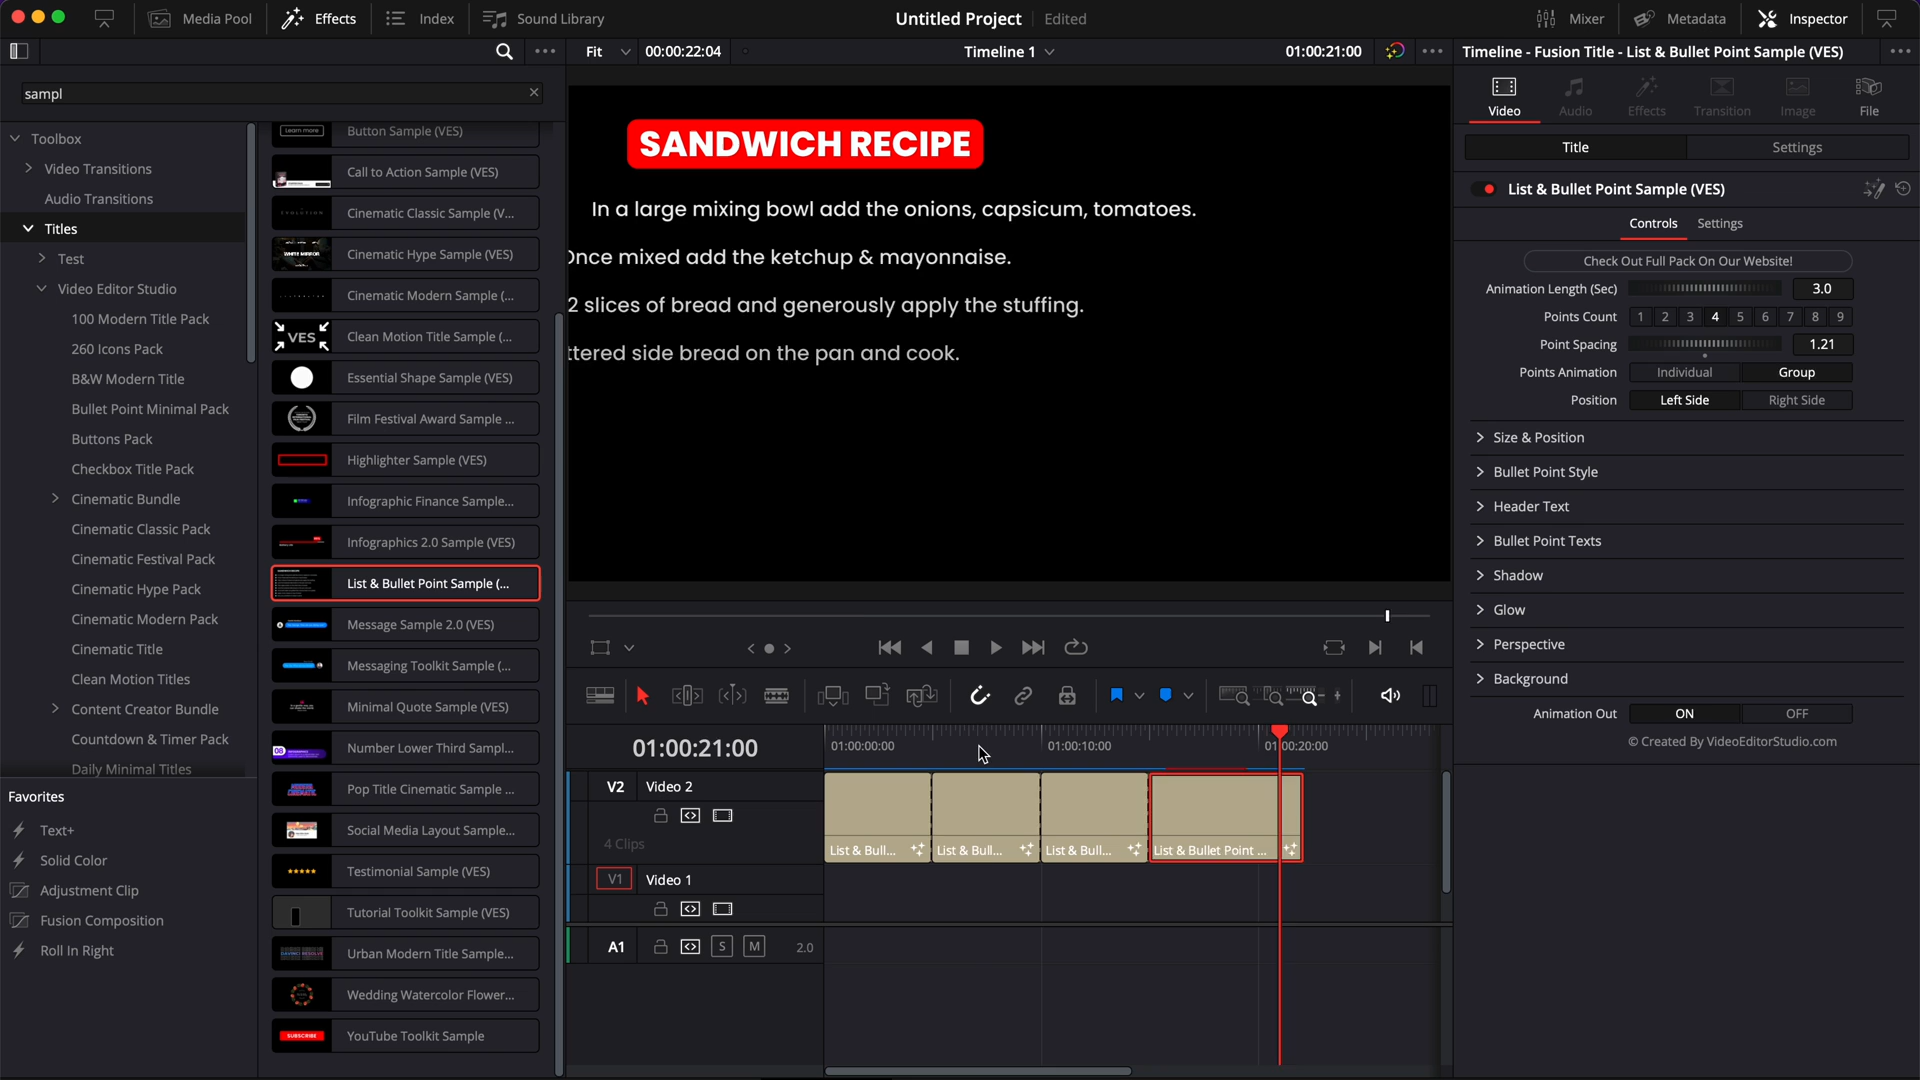 Media Pool
Effects
Index
Sound Library
Untitled Project
Edited
Mixer
Metadata
Inspector
Fit
00:00:22:04
Timeline 1
01:00:21:00
Timeline - Fusion Title - List & Bullet Point Sample (VES)
sampl
Toolbox
Video Transitions
Audio Transitions
Titles
Test
Video Editor Studio
100 Modern Title Pack
260 Icons Pack
B&W Modern Title
Bullet Point Minimal Pack
Buttons Pack
Checkbox Title Pack
Cinematic Bundle
Cinematic Classic Pack
Cinematic Festival Pack
Cinematic Hype Pack
Cinematic Modern Pack
Cinematic Title
Clean Motion Titles
Content Creator Bundle
Countdown & Timer Pack
Daily Minimal Titles
Favorites
Text+
Solid Color
Adjustment Clip
Fusion Composition
Roll In Right
Learn more
Button Sample (VES)
Call to Action Sample (VES)
EVOLUTION
Cinematic Classic Sample (V...
WHITE MIRROR
Cinematic Hype Sample (VES)
Cinematic Modern Sample (...
VES
Clean Motion Title Sample (...
Essential Shape Sample (VES)
Film Festival Award Sample ...
Highlighter Sample (VES)
Infographic Finance Sample...
Infographics 2.0 Sample (VES)
List & Bullet Point Sample (...
Message Sample 2.0 (VES)
Messaging Toolkit Sample (...
Minimal Quote Sample (VES)
08
Number Lower Third Sampl...
Pop Title Cinematic Sample ...
Social Media Layout Sample...
Testimonial Sample (VES)
Tutorial Toolkit Sample (VES)
DAVINCI RESOLVE
Urban Modern Title Sample...
Wedding Watercolor Flower...
SUBSCRIBE
YouTube Toolkit Sample
SANDWICH RECIPE
In a large mixing bowl add the onions, capsicum, tomatoes.
Once mixed add the ketchup & mayonnaise.
2 slices of bread and generously apply the stuffing.
ttered side bread on the pan and cook.
01:00:21:00
01:00:00:00
01:00:10:00
01:00:20:00
V2
Video 2
4 Clips
List & Bull...
List & Bull...
List & Bull...
List & Bullet Point ...
V1
Video 1
A1
S
M
2.0
Video
Audio
Effects
Transition
Image
File
Title
Settings
List & Bullet Point Sample (VES)
Controls
Settings
Check Out Full Pack On Our Website!
Animation Length (Sec)
3.0
Points Count
1 2 3 4 5 6 7 8 9
Point Spacing
1.21
Points Animation
Individual
Group
Position
Left Side
Right Side
Size & Position
Bullet Point Style
Header Text
Bullet Point Texts
Shadow
Glow
Perspective
Background
Animation Out
ON
OFF
© Created By VideoEditorStudio.com